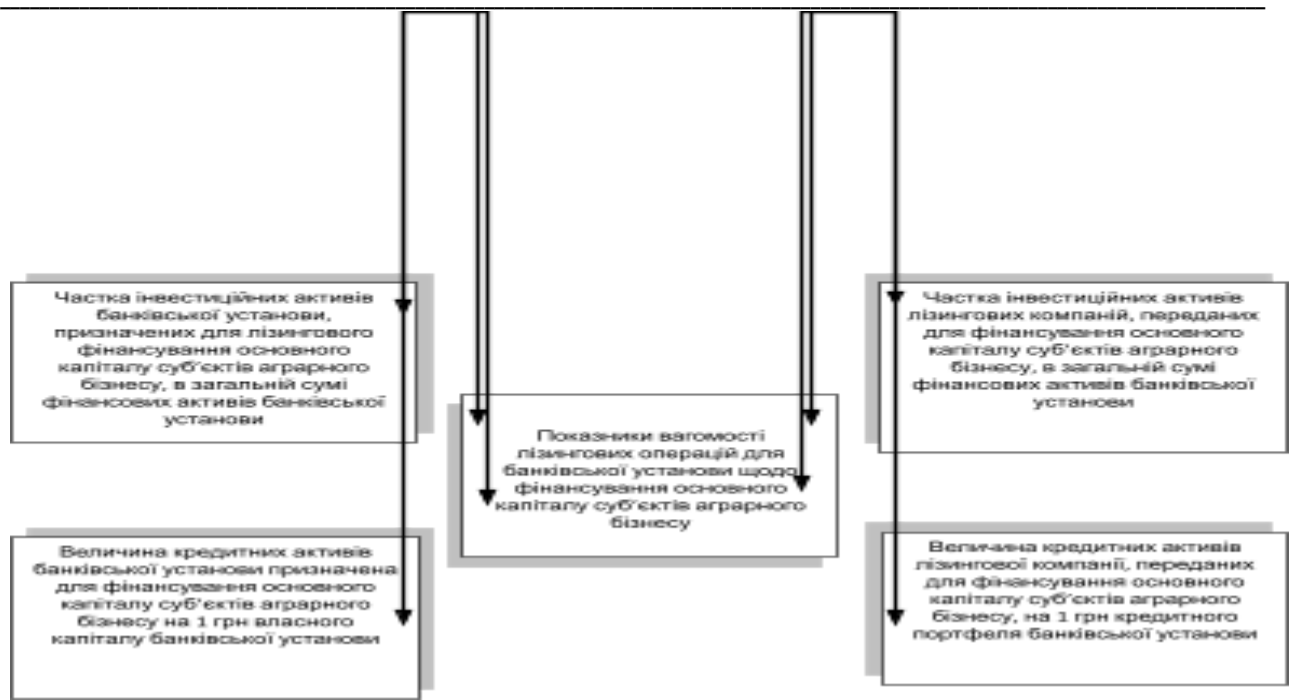 Частка інвестиційних активів
банківської установи,
призначених для лізингового
фінансування основного
капіталу суб'єктів аграрного
бізнесу, в загальній сумі
фінансових активів банківської
установи
Частка інвестиційних активів
лізингових компаній, переданих
для фінансування основного
капіталу суб'єктів аграрного
бізнесу, в загальній сумі
фінансових активів банківської
установи
Показники вагомості
лізингових операцій для
банківської установи щодо
фінансування основного
капіталу суб'єктів аграрного
бізнесу
Величина кредитних активів
банківської установи призначена
для фінансування основного
капіталу суб'єктів аграрного
бізнесу на 1 грн власного
капіталу банківської установи
Величина кредитних активів
лізингової компанії, переданих
для фінансування основного
капіталу суб'єктів аграрного
бізнесу, на 1 грн кредитного
портфеля банківської установи